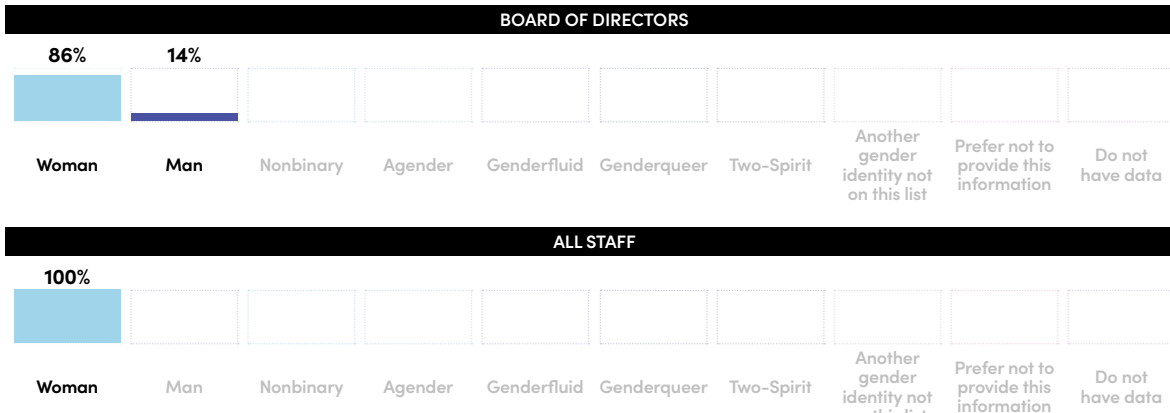 BOARD OF DIRECTORS
86% 14%
Woman Man Nonbinary Agender Genderfluid Genderqueer Two-Spirit Another gender identity not on this list Prefer not to provide this information Do not have data
ALL STAFF
100%
Woman Man Nonbinary Agender Genderfluid Genderqueer Two-Spirit Another gender identity not Prefer not to provide this information Do not have data